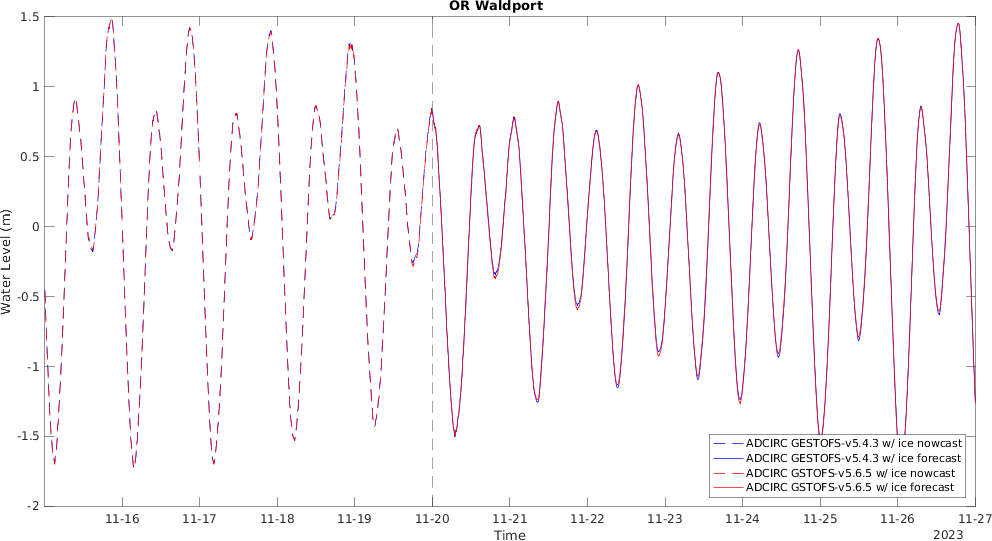 OR Waldport
1.5
1
0.5
0
-0.5
-1
-1.5
-2
Water Level (m)
11-16 11-17 11-18 11-19 11-20 11-21 11-22 11-23 11-24 11-25 11-26 11-27
Time
2023
ADCIRC GESTOFS-v5.4.3 w/ ice nowcast
ADCIRC GESTOFS-v5.4.3 w/ ice forecast
ADCIRC GSTOFS-v5.6.5 w/ ice nowcast
ADCIRC GSTOFS-v5.6.5 w/ ice forecast